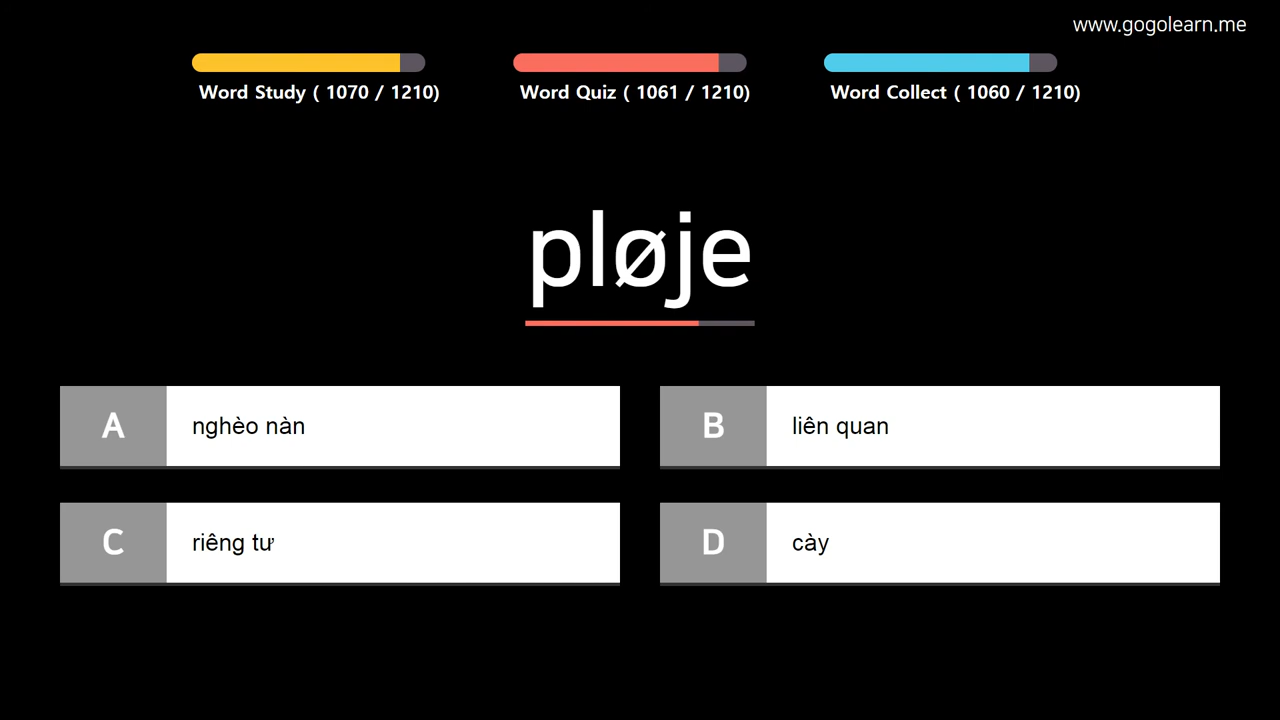 www.gogolearn.me
Word Study ( 1070 / 1210)
Word Quiz ( 1061 / 1210)
Word Collect ( 1060 / 1210)
pløje
A nghèo nàn
B liên quan
C riêng tư
D cày